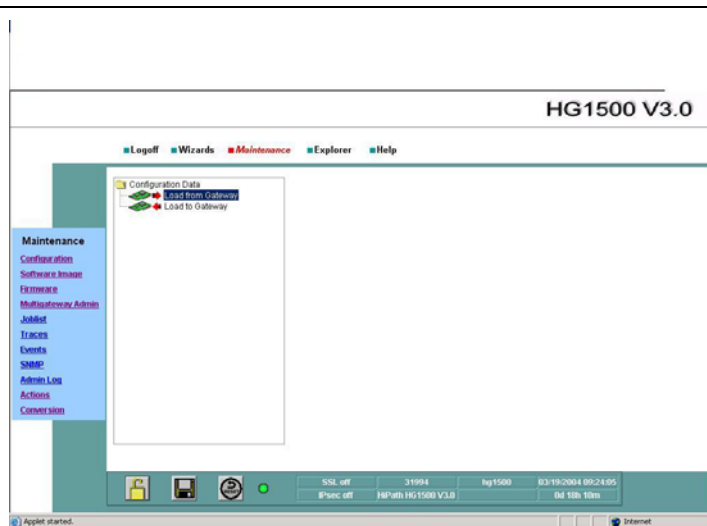 HG1500 V3.0
Logoff Wizards Maintenance Explorer Help
Configuration Data
Load from Gateway
Load to Gateway
Maintenance
Configuration
Software Image
Firmware
Multigateway Admin
Joblist
Traces
Events
SNMP
Admin Log
Actions
Conversion
SSL off 31994 hg1500 03/19/2004 09:24:05
IPsec off HiPath HG1500 V3.0 0d 18h 10m
Applet started. Internet